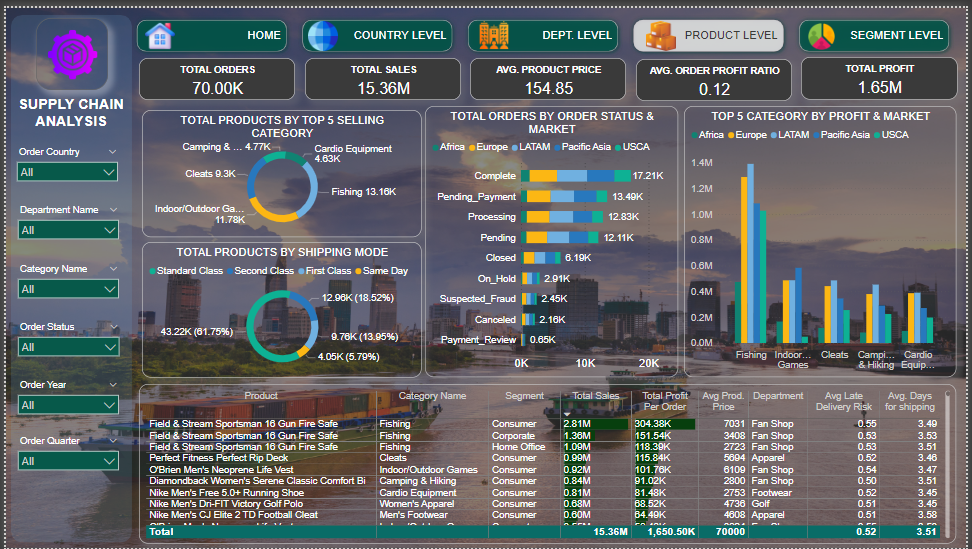 HOME
COUNTRY LEVEL
DEPT. LEVEL
PRODUCT LEVEL
SEGMENT LEVEL
SUPPLY CHAIN
ANALYSIS
TOTAL ORDERS
70.00K
TOTAL SALES
15.36M
AVG. PRODUCT PRICE
154.85
AVG. ORDER PROFIT RATIO
0.12
TOTAL PROFIT
1.65M
Order Country
All
Department Name
All
Category Name
All
Order Status
All
Order Year
All
Order Quarter
All
TOTAL PRODUCTS BY TOP 5 SELLING
CATEGORY
Camping & ... 4.77K
Cardio Equipment
4.63K
Cleats 9.3K
Fishing 13.16K
Indoor/Outdoor Ga...
11.78K
TOTAL PRODUCTS BY SHIPPING MODE
Standard Class Second Class First Class Same Day
12.96K (18.52%)
43.22K (61.75%)
9.76K (13.95%)
4.05K (5.79%)
TOTAL ORDERS BY ORDER STATUS &
MARKET
Africa Europe LATAM Pacific Asia USCA
Complete 17.21K
Pending_Payment 13.49K
Processing 12.83K
Pending 12.11K
Closed 6.19K
On_Hold 2.91K
Suspected_Fraud 2.45K
Canceled 2.16K
Payment_Review 0.65K
0K 10K 20K
TOP 5 CATEGORY BY PROFIT & MARKET
Africa Europe LATAM Pacific Asia USCA
1.4M
1.2M
1.0M
0.8M
0.6M
0.4M
0.2M
0.0M
Fishing Indoor... Cleats Campi... Cardio
Games & Hiking Equip...
Product Category Name Segment Total Sales Total Profit Avg Prod. Department Avg Late Avg. Days
Per Order Price Delivery Risk for shipping
Field & Stream Sportsman 16 Gun Fire Safe Fishing Consumer 2.81M 304.38K 7031 Fan Shop 0.55 3.49
Field & Stream Sportsman 16 Gun Fire Safe Fishing Corporate 1.36M 151.54K 3408 Fan Shop 0.53 3.53
Field & Stream Sportsman 16 Gun Fire Safe Fishing Home Office 1.09M 118.39K 2723 Fan Shop 0.53 3.51
Perfect Fitness Perfect Rip Deck Cleats Consumer 0.99M 115.84K 5694 Apparel 0.52 3.46
O'Brien Men's Neoprene Life Vest Indoor/Outdoor Games Consumer 0.92M 101.76K 6109 Fan Shop 0.54 3.47
Diamondback Women's Serene Classic Comfort Bi Camping & Hiking Consumer 0.84M 91.02K 2800 Fan Shop 0.50 3.51
Nike Men's Free 5.0+ Running Shoe Cardio Equipment Consumer 0.81M 81.48K 2753 Footwear 0.52 3.45
Nike Men's Dri-FIT Victory Golf Polo Women's Apparel Consumer 0.68M 68.52K 4736 Golf 0.51 3.45
Nike Men's CJ Elite 2 TD Football Cleat Men's Footwear Consumer 0.60M 64.49K 4608 Apparel 0.51 3.58
Total 15.36M 1,650.50K 70000 0.52 3.51